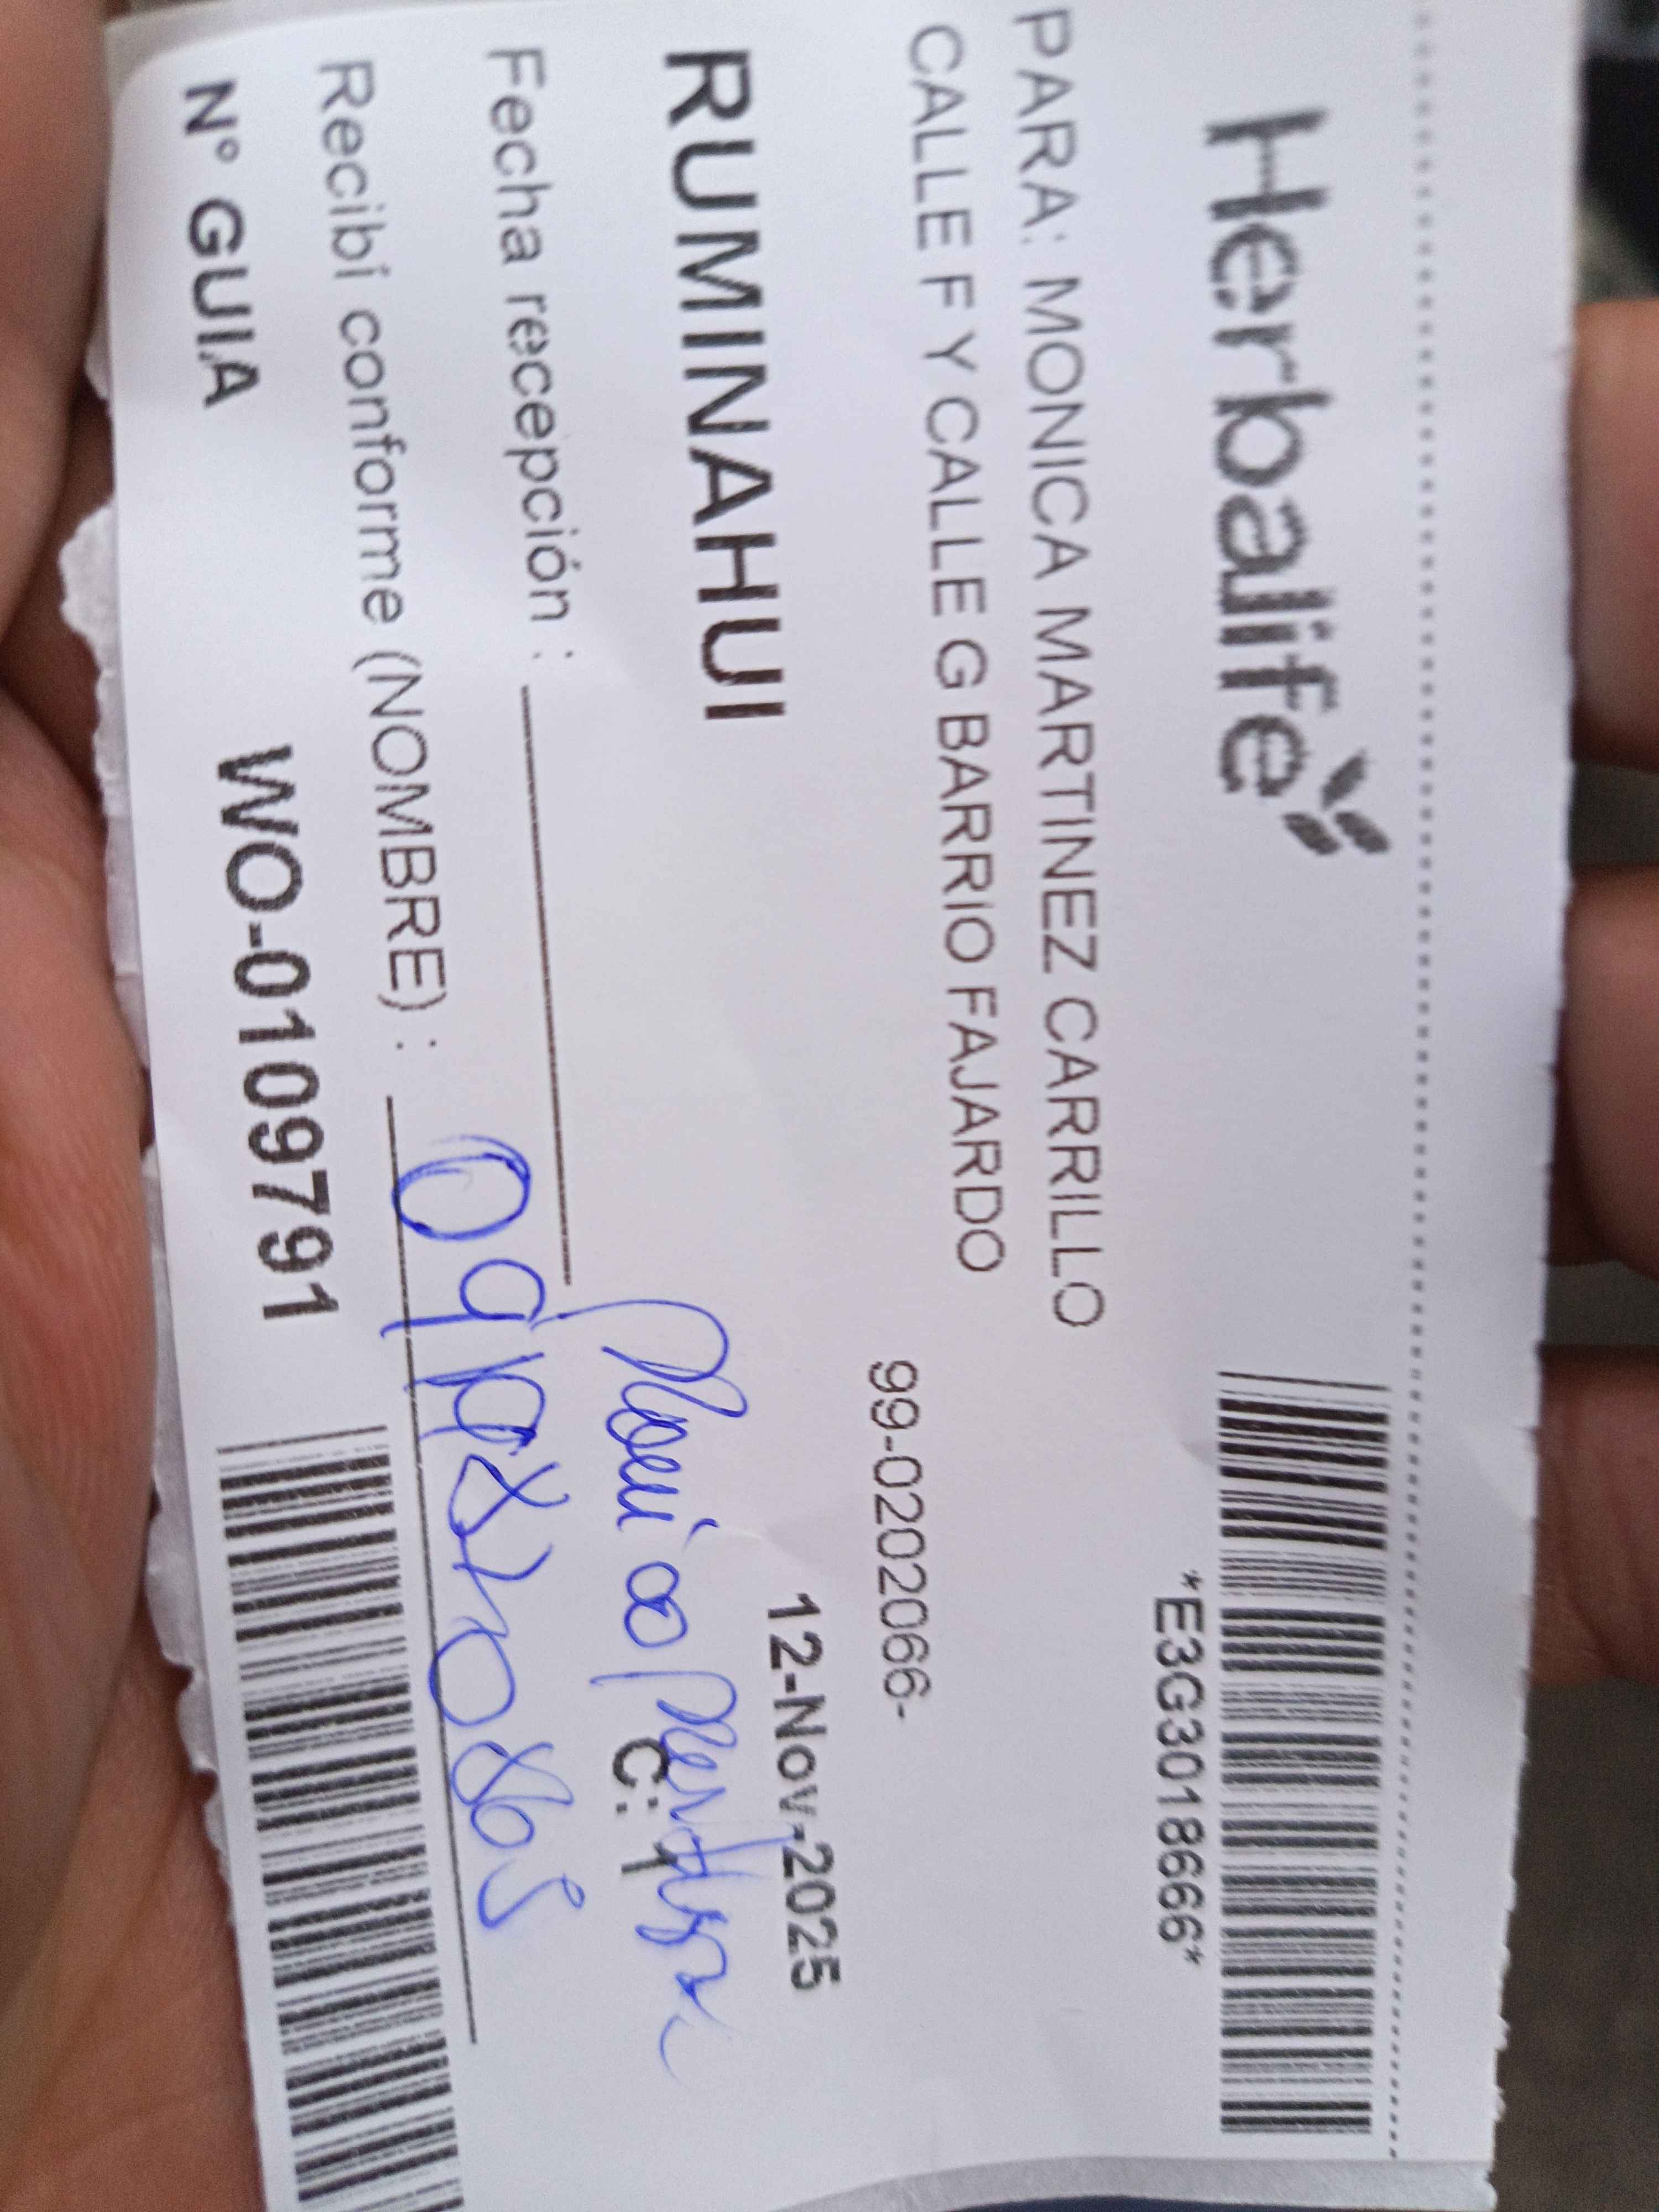 Herbalife
*E3G3018666*
PARA: MONICA MARTINEZ CARRILLO
CALLE F Y CALLE G BARRIO FAJARDO
99-0202066-
RUMINAHUI
12-Nov-2025
C: 1
Fecha recepción :
Recibí conforme (NOMBRE) :
N° GUIA WO-0109791